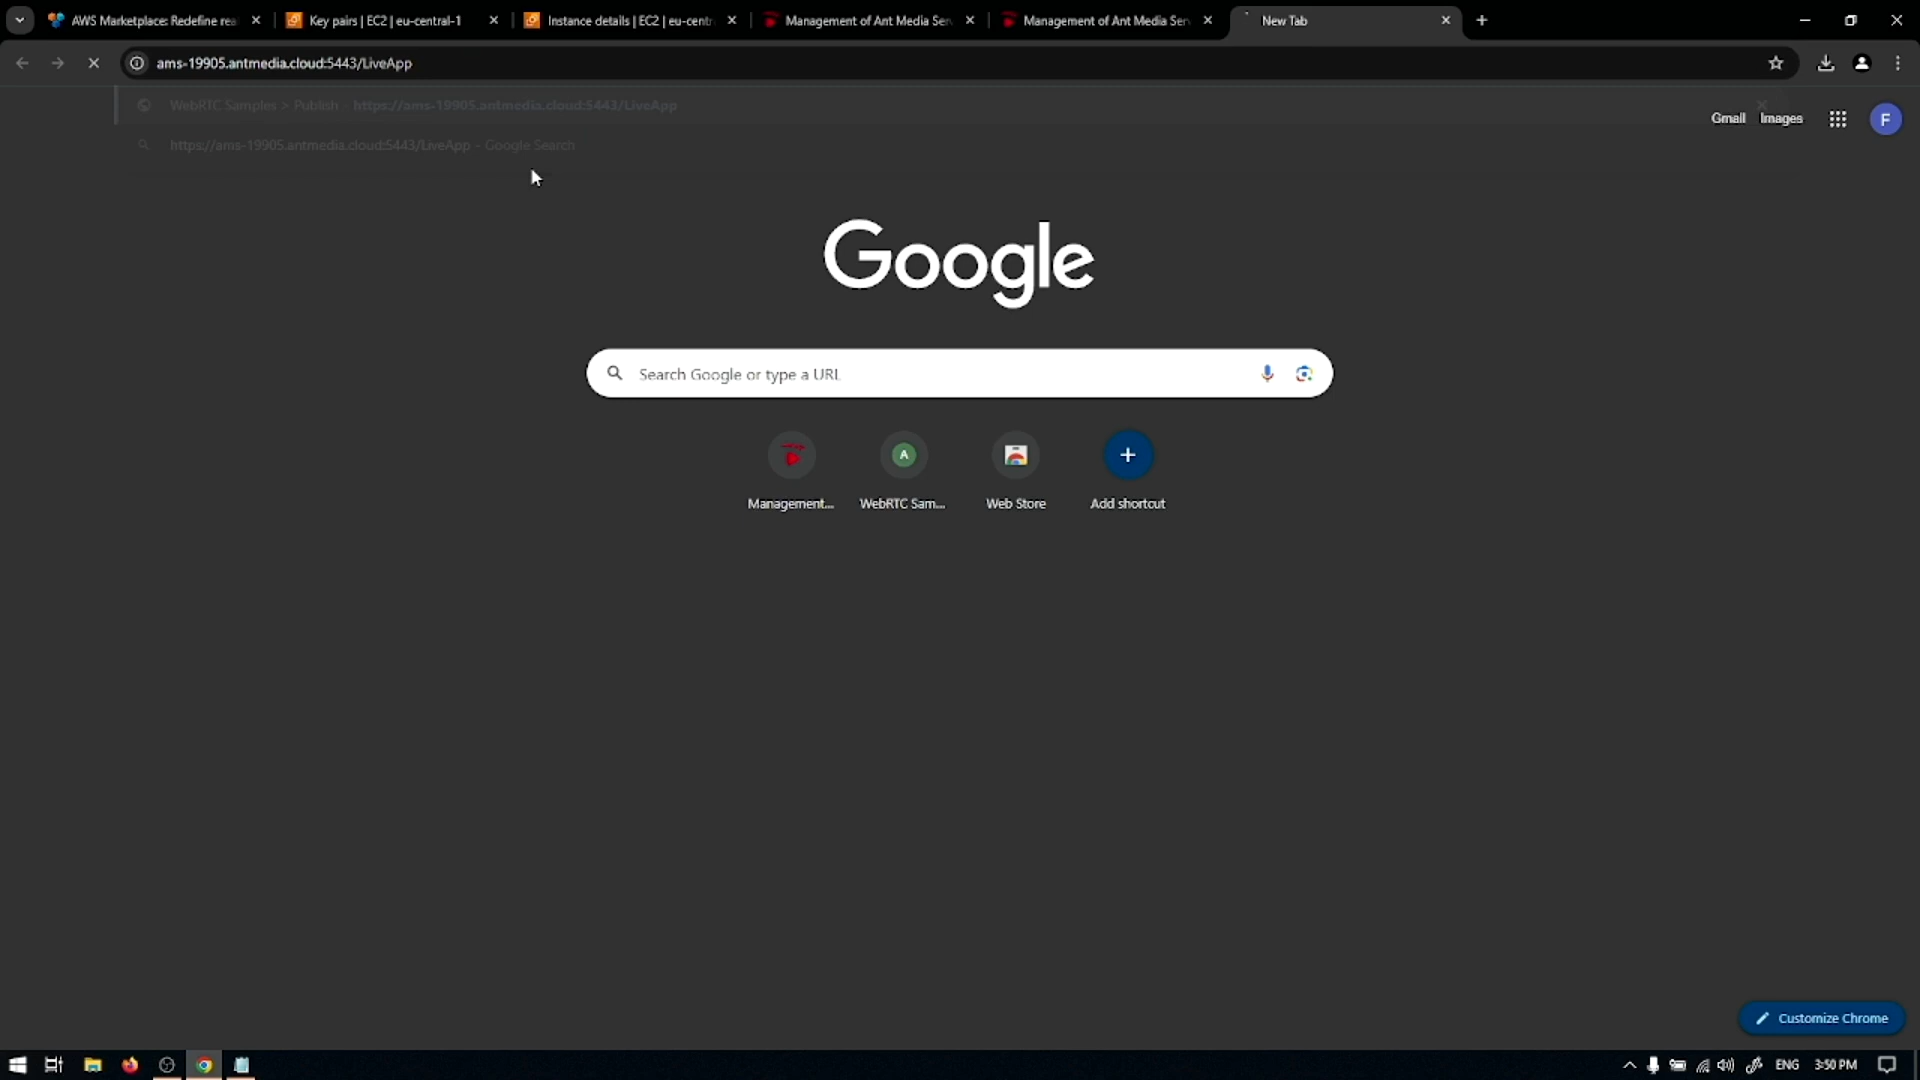 AWS Marketplace: Redefine rea
Key pairs | EC2 | eu-central-1
Instance details | EC2 | eu-centr
Management of Ant Media Ser
Management of Ant Media Ser
New Tab
ams-19905.antmedia.cloud:5443/LiveApp
WebRTC Samples > Publish - https://ams-19905.antmedia.cloud:5443/LiveApp
Gmail Images
F
https://ams-19905.antmedia.cloud:5443/LiveApp - Google Search
Google
Search Google or type a URL
A
Management...
WebRTC Sam...
Web Store
Add shortcut
Customize Chrome
ENG
3:50 PM